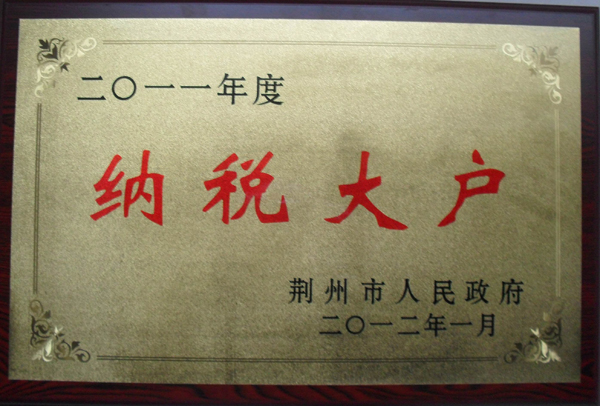 二〇一一年度
纳税大户
荆州市人民政府
二〇一二年一月